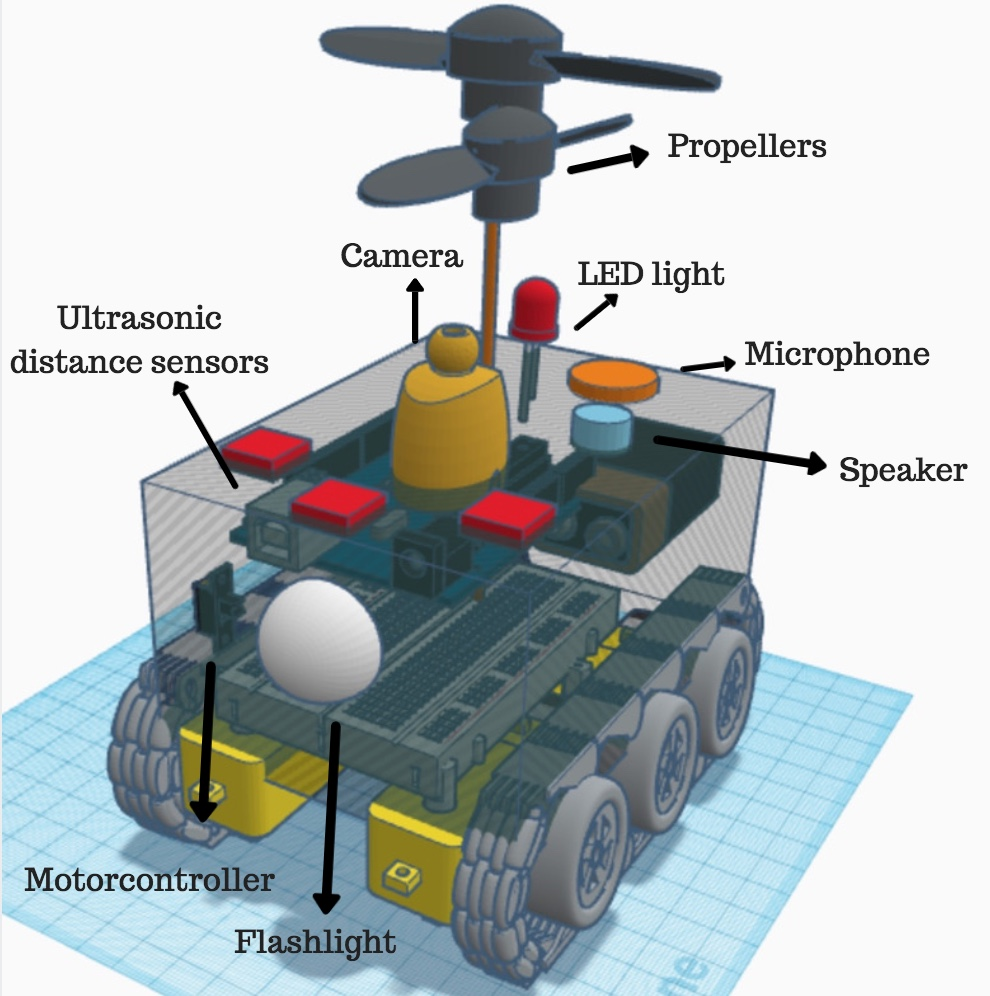 Propellers
Camera
LED light
Ultrasonic
distance sensors
Microphone
Speaker
Motorcontroller
Flashlight